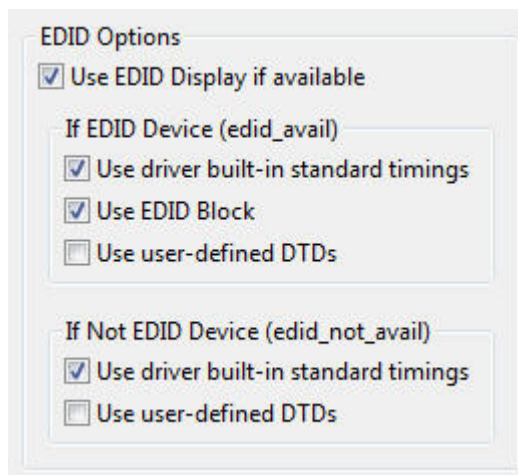 EDID Options
Use EDID Display if available
If EDID Device (edid_avail)
Use driver built-in standard timings
Use EDID Block
Use user-defined DTDs
If Not EDID Device (edid_not_avail)
Use driver built-in standard timings
Use user-defined DTDs